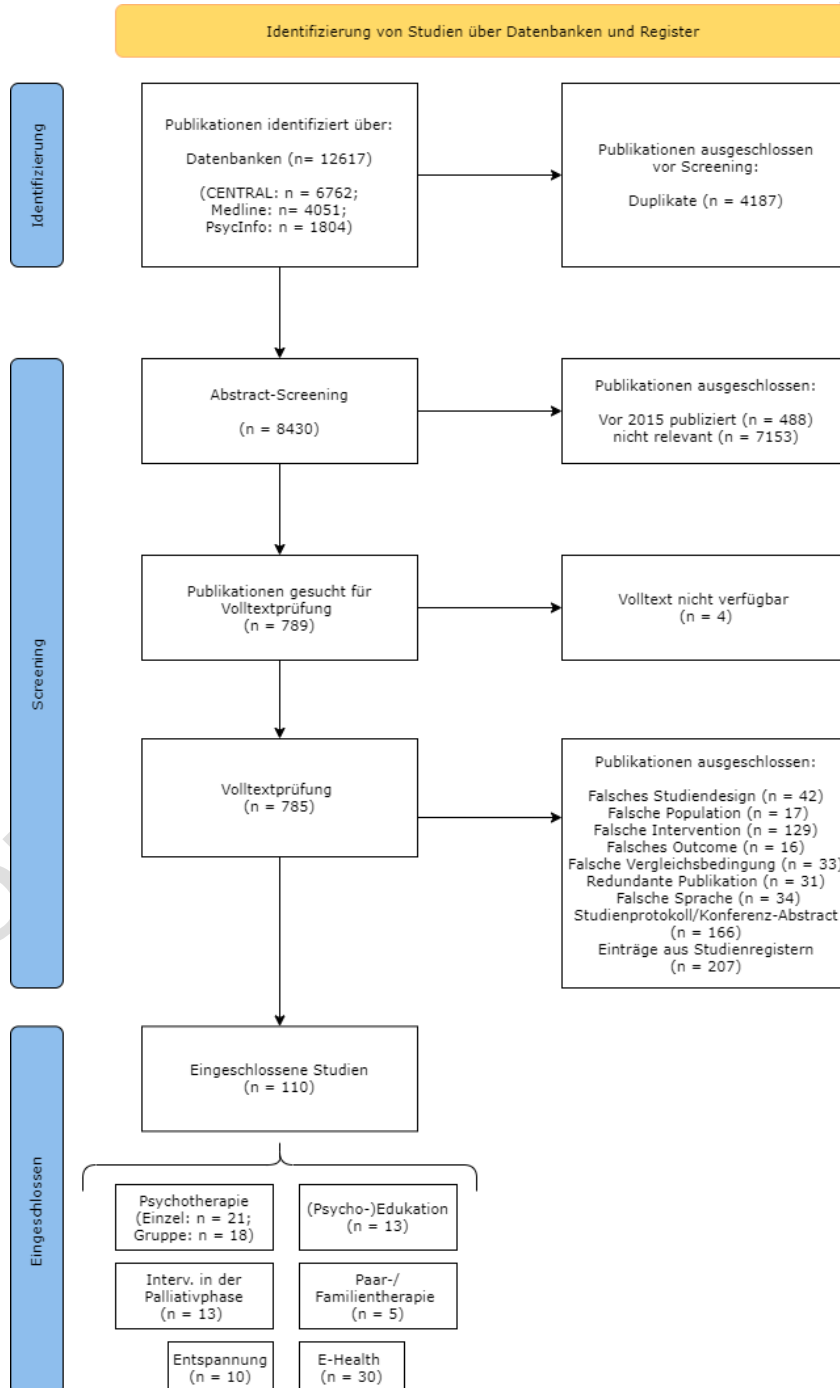 Identifizierung von Studien über Datenbanken und Register
Identifizierung
Publikationen identifiziert über:
Datenbanken (n= 12617)
(CENTRAL: n = 6762;
Medline: n= 4051;
PsycInfo: n = 1804)
Publikationen ausgeschlossen
vor Screening:
Duplikate (n = 4187)
Screening
Abstract-Screening
(n = 8430)
Publikationen ausgeschlossen:
Vor 2015 publiziert (n = 488)
nicht relevant (n = 7153)
Publikationen gesucht für
Volltextprüfung
(n = 789)
Volltext nicht verfügbar
(n = 4)
Volltextprüfung
(n = 785)
Publikationen ausgeschlossen:
Falsches Studiendesign (n = 42)
Falsche Population (n = 17)
Falsche Intervention (n = 129)
Falsches Outcome (n = 16)
Falsche Vergleichsbedingung (n = 33)
Redundante Publikation (n = 31)
Falsche Sprache (n = 34)
Studienprotokoll/Konferenz-Abstract
(n = 166)
Einträge aus Studienregistern
(n = 207)
Eingeschlossen
Eingeschlossene Studien
(n = 110)
Psychotherapie
(Einzel: n = 21;
Gruppe: n = 18)
(Psycho-)Edukation
(n = 13)
Interv. in der
Palliativphase
(n = 13)
Paar-/
Familientherapie
(n = 5)
Entspannung
(n = 10)
E-Health
(n = 30)